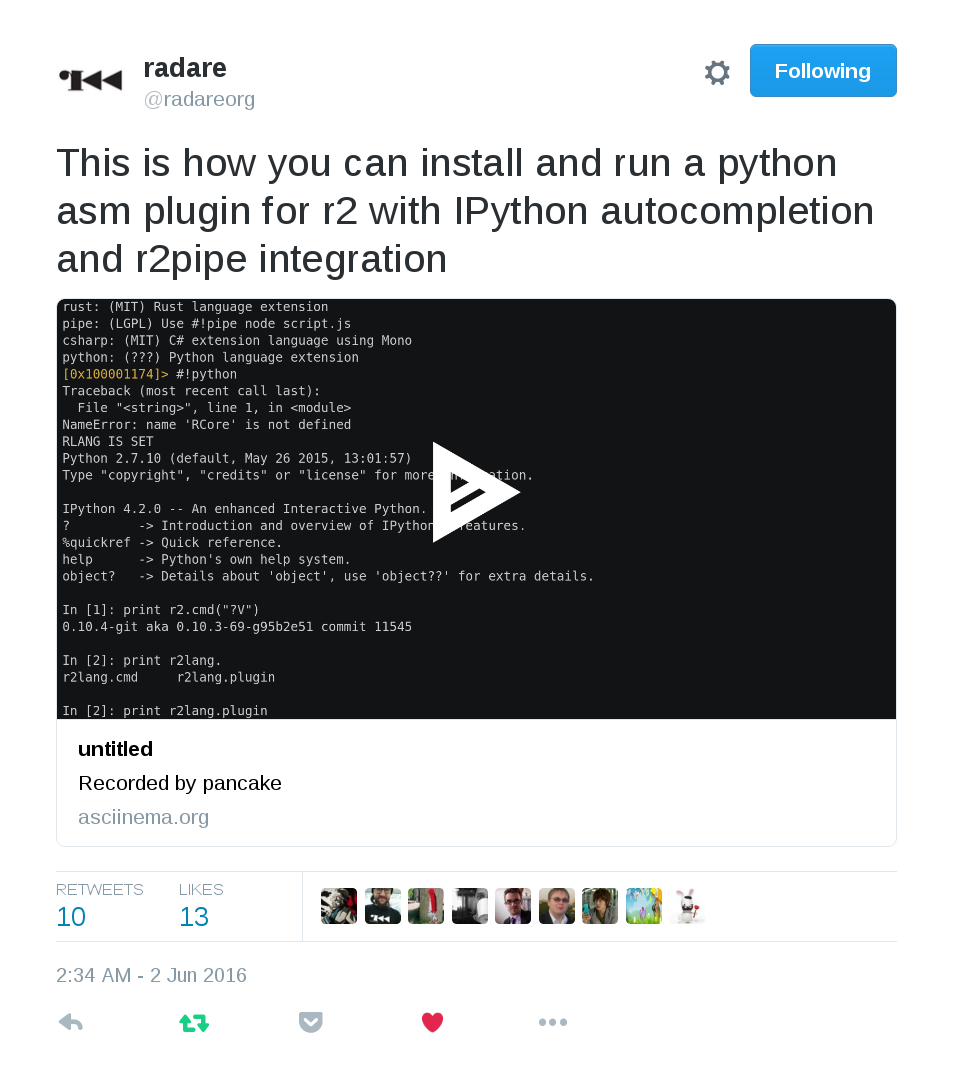 radare
@radareorg
Following
This is how you can install and run a python
asm plugin for r2 with IPython autocompletion
and r2pipe integration
rust: (MIT) Rust language extension
pipe: (LGPL) Use #!pipe node script.js
csharp: (MIT) C# extension language using Mono
python: (???) Python language extension
[0x100001174]> #!python
Traceback (most recent call last):
  File "<string>", line 1, in <module>
NameError: name 'RCore' is not defined
RLANG IS SET
Python 2.7.10 (default, May 26 2015, 13:01:57)
Type "copyright", "credits" or "license" for more information.
IPython 4.2.0 -- An enhanced Interactive Python.
?         -> Introduction and overview of IPython's features.
%quickref -> Quick reference.
help      -> Python's own help system.
object?   -> Details about 'object', use 'object??' for extra details.
In [1]: print r2.cmd("?V")
0.10.4-git aka 0.10.3-69-g95b2e51 commit 11545
In [2]: print r2lang.
r2lang.cmd     r2lang.plugin
In [2]: print r2lang.plugin
untitled
Recorded by pancake
asciinema.org
RETWEETS LIKES
10 13
2:34 AM - 2 Jun 2016